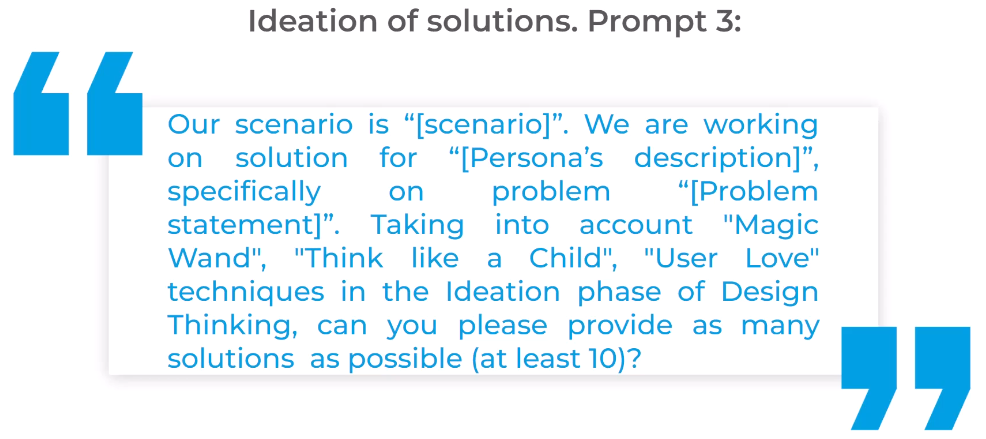 Ideation of solutions. Prompt 3:
Our scenario is “[scenario]”. We are working
on solution for “[Persona’s description]”,
specifically on problem “[Problem
statement]”. Taking into account "Magic
Wand", "Think like a Child", "User Love"
techniques in the Ideation phase of Design
Thinking, can you please provide as many
solutions  as possible (at least 10)?